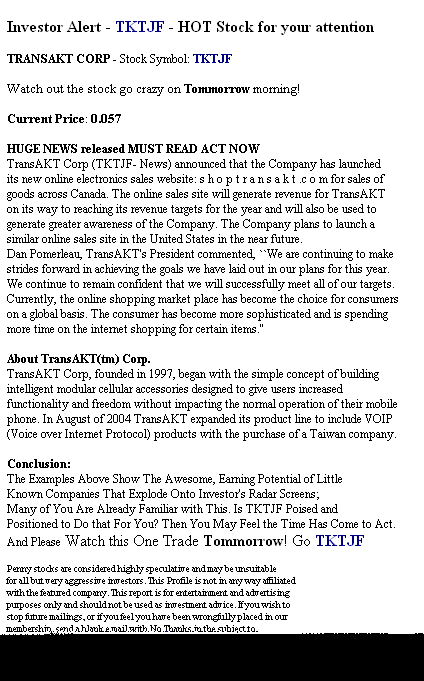 Investor Alert - TKTJF - HOT Stock for your attention
TRANSAKT CORP - Stock Symbol: TKTJF
Watch out the stock go crazy on Tommorrow morning!
Current Price: 0.057
HUGE NEWS released MUST READ ACT NOW
TransAKT Corp (TKTJF- News) announced that the Company has launched
its new online electronics sales website: s h o p t r a n s a k t .c o m for sales of
goods across Canada. The online sales site will generate revenue for TransAKT
on its way to reaching its revenue targets for the year and will also be used to
generate greater awareness of the Company. The Company plans to launch a
similar online sales site in the United States in the near future.
Dan Pomerleau, TransAKT's President commented, ``We are continuing to make
strides forward in achieving the goals we have laid out in our plans for this year.
We continue to remain confident that we will successfully meet all of our targets.
Currently, the online shopping market place has become the choice for consumers
on a global basis. The consumer has become more sophisticated and is spending
more time on the internet shopping for certain items."
About TransAKT(tm) Corp.
TransAKT Corp, founded in 1997, began with the simple concept of building
intelligent modular cellular accessories designed to give users increased
functionality and freedom without impacting the normal operation of their mobile
phone. In August of 2004 TransAKT expanded its product line to include VOIP
(Voice over Internet Protocol) products with the purchase of a Taiwan company.
Conclusion:
The Examples Above Show The Awesome, Earning Potential of Little
Known Companies That Explode Onto Investor's Radar Screens;
Many of You Are Already Familiar with This. Is TKTJF Poised and
Positioned to Do that For You? Then You May Feel the Time Has Come to Act.
And Please Watch this One Trade Tommorrow! Go TKTJF
Penny stocks are considered highly speculative and may be unsuitable
for all but very aggressive investors. This Profile is not in any way affiliated
with the featured company. This report is for entertainment and advertising
purposes only and should not be used as investment advice. If you wish to
stop future mailings, or if you feel you have been wrongfully placed in our
membership, send a blank e mail with No Thanks in the subject to